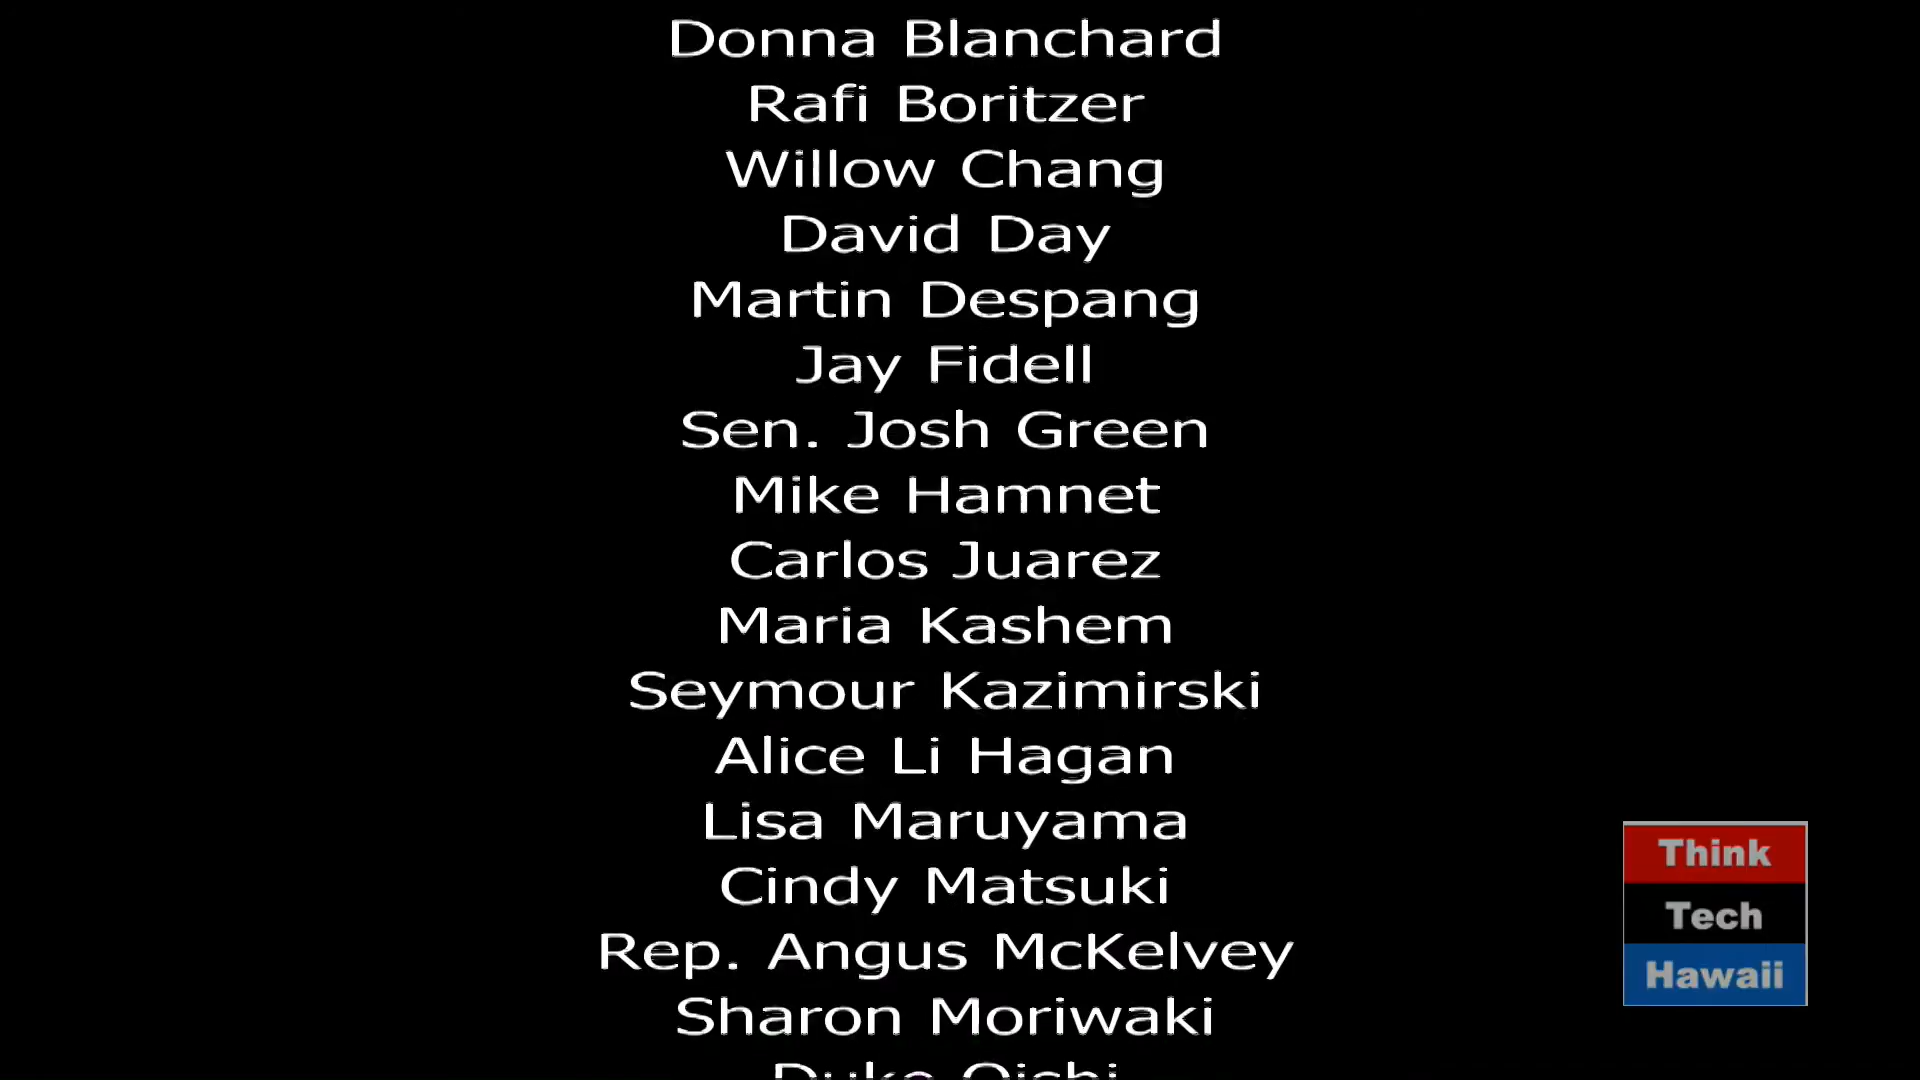 Donna Blanchard
Rafi Boritzer
Willow Chang
David Day
Martin Despang
Jay Fidell
Sen. Josh Green
Mike Hamnet
Carlos Juarez
Maria Kashem
Seymour Kazimirski
Alice Li Hagan
Lisa Maruyama
Cindy Matsuki
Rep. Angus McKelvey
Sharon Moriwaki
Duke Oishi
Think
Tech
Hawaii